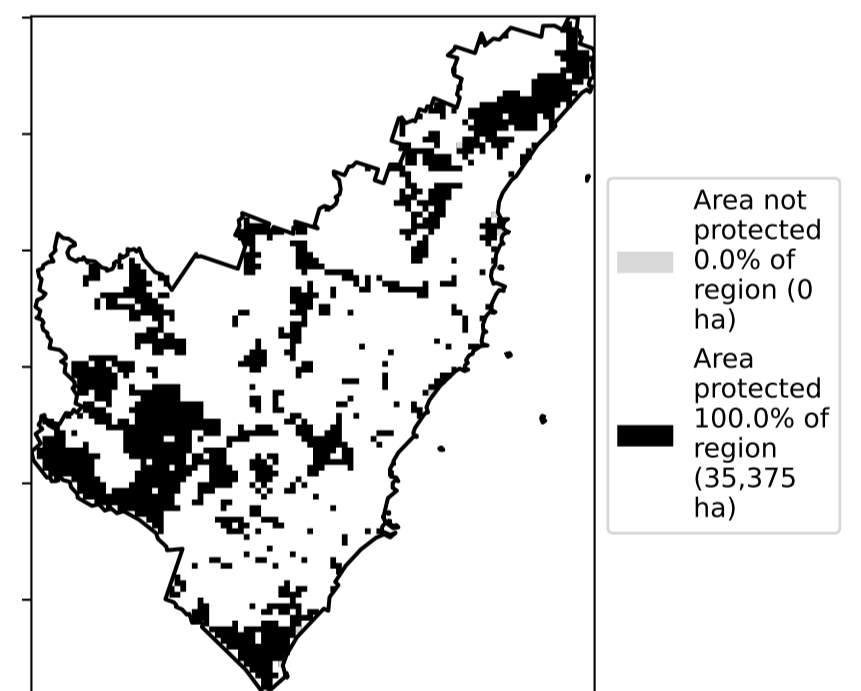 Area not
protected
0.0% of
region (0
ha)
Area
protected
100.0% of
region
(35,375
ha)